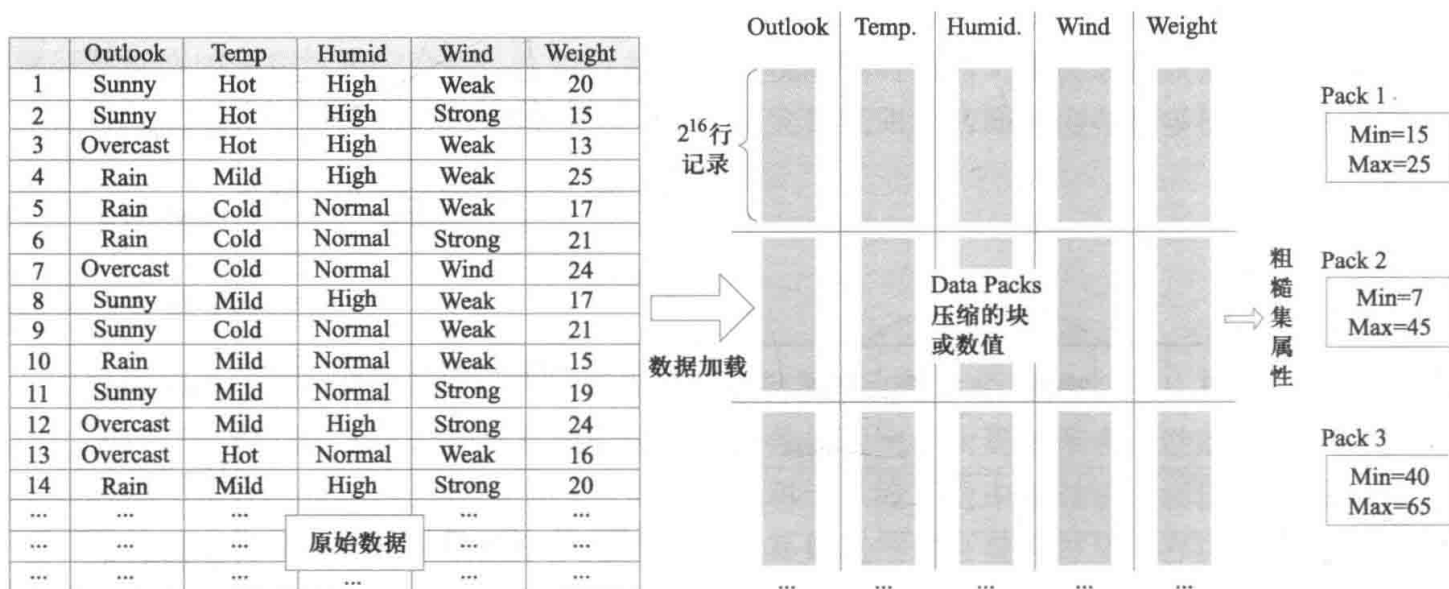 Outlook Temp Humid Wind Weight
1 Sunny Hot High Weak 20
2 Sunny Hot High Strong 15
3 Overcast Hot High Weak 13
4 Rain Mild High Weak 25
5 Rain Cold Normal Weak 17
6 Rain Cold Normal Strong 21
7 Overcast Cold Normal Wind 24
8 Sunny Mild High Weak 17
9 Sunny Cold Normal Weak 21
10 Rain Mild Normal Weak 15
11 Sunny Mild Normal Strong 19
12 Overcast Mild High Strong 24
13 Overcast Hot Normal Weak 16
14 Rain Mild High Strong 20
... ... ... ... ...
... ... ... 原始数据 ... ...
... ... ... ... ... ...
数据加载
Outlook Temp. Humid. Wind Weight
2^16行
记录
Data Packs
压缩的块
或数值
... ... ... ... ...
粗糙集属性
Pack 1
Min=15
Max=25
Pack 2
Min=7
Max=45
Pack 3
Min=40
Max=65